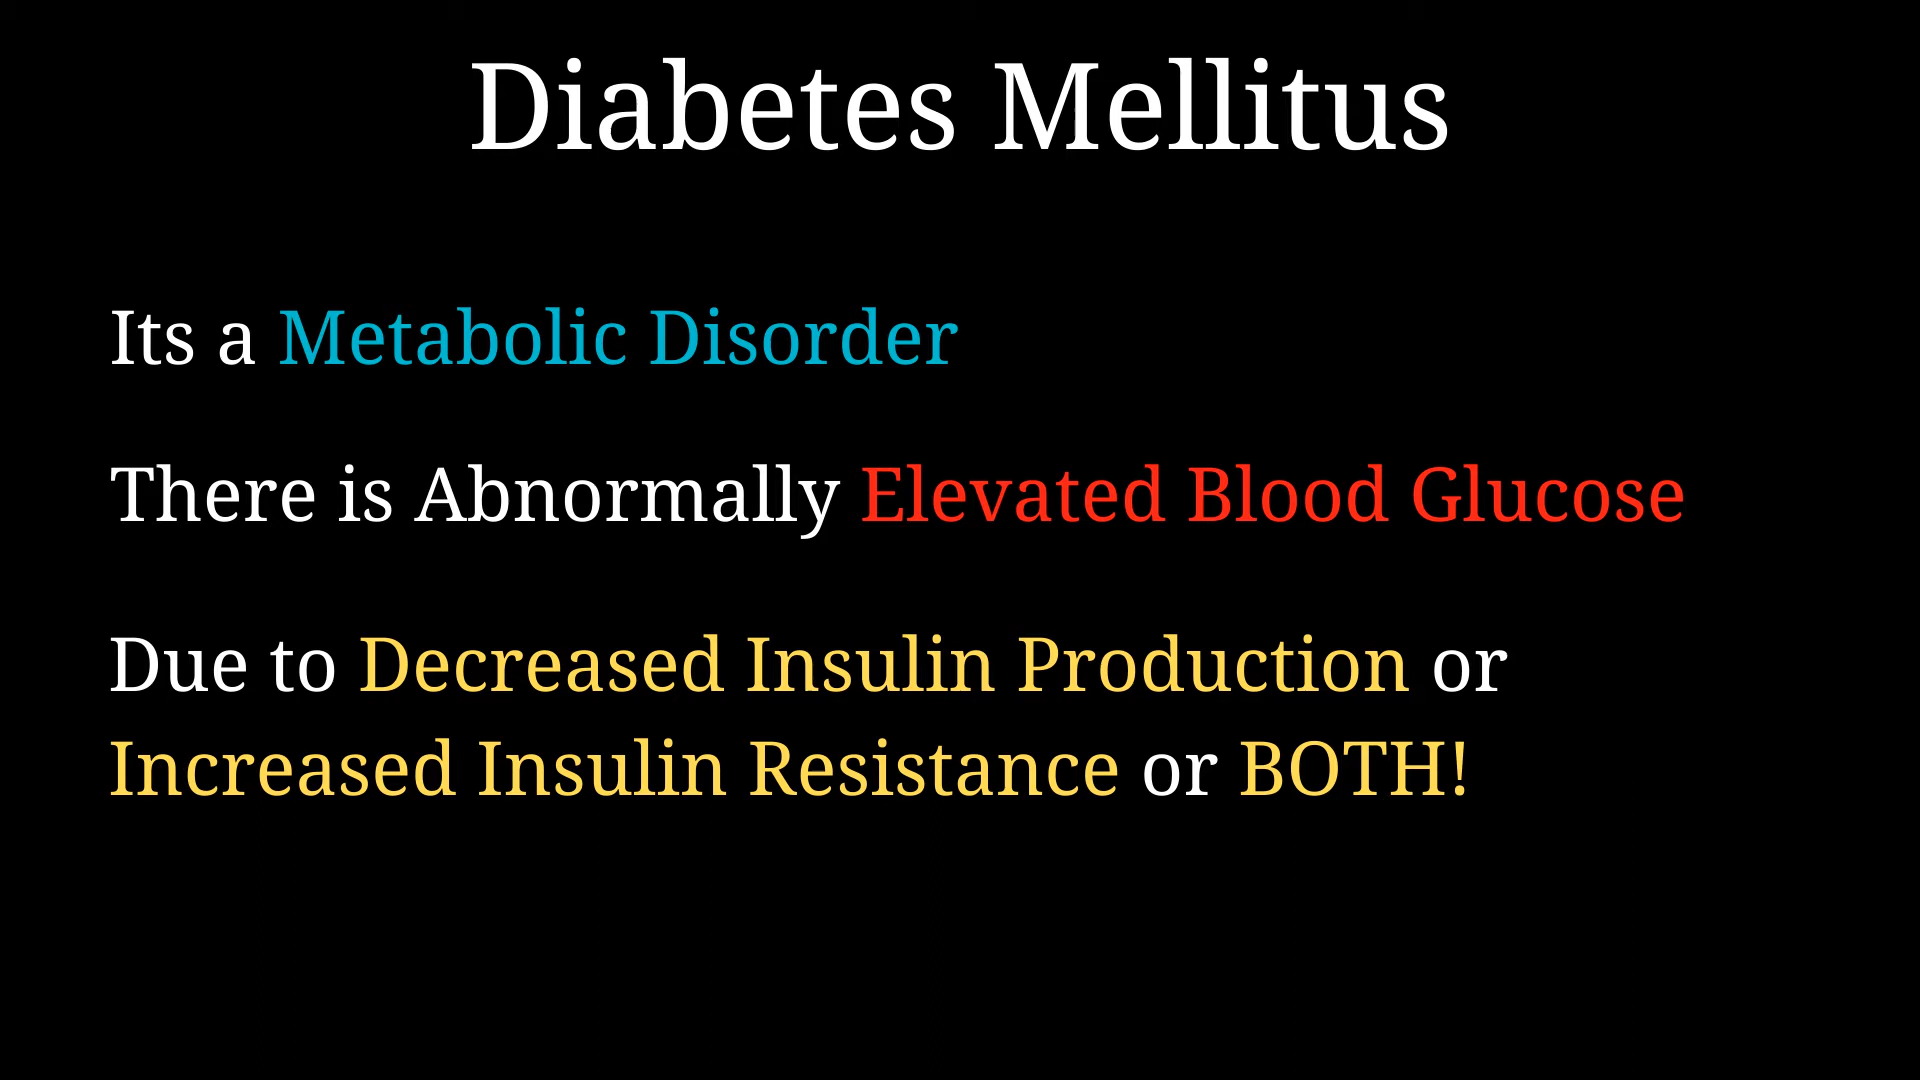 Diabetes Mellitus
Its a Metabolic Disorder
There is Abnormally Elevated Blood Glucose
Due to Decreased Insulin Production or
Increased Insulin Resistance or BOTH!